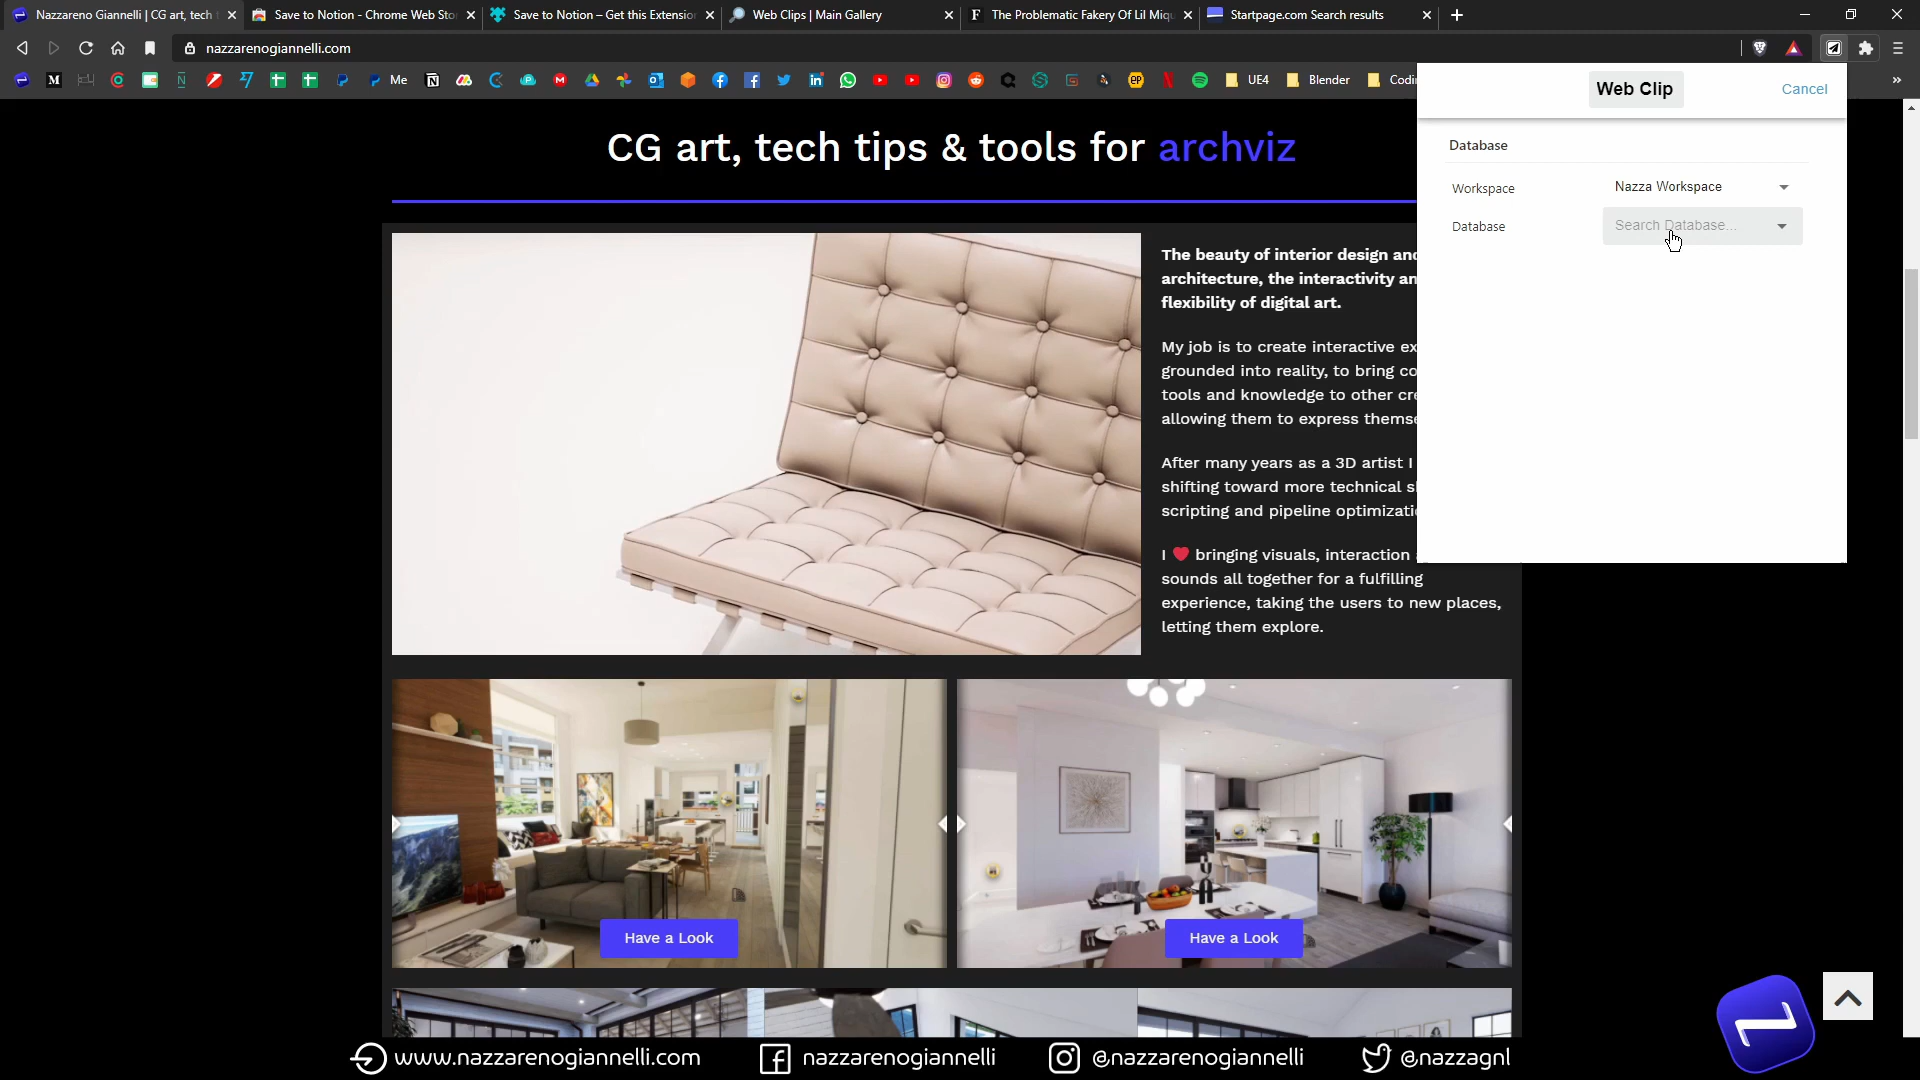 Nazzareno Giannelli | CG art, tech
Save to Notion - Chrome Web Sto
Save to Notion – Get this Extensio
Web Clips | Main Gallery
The Problematic Fakery Of Lil Miq
Startpage.com Search results
nazzarenogiannelli.com
Me
UE4
Blender
Codi
Web Clip
Cancel
Database
Workspace
Nazza Workspace
Database
Search Database...
CG art, tech tips & tools for archviz
The beauty of interior design and
architecture, the interactivity an
flexibility of digital art.
My job is to create interactive ex
grounded into reality, to bring co
tools and knowledge to other cre
allowing them to express themse
After many years as a 3D artist I
shifting toward more technical s
scripting and pipeline optimizati
I ❤ bringing visuals, interaction
sounds all together for a fulfilling
experience, taking the users to new places,
letting them explore.
Have a Look
Have a Look
www.nazzarenogiannelli.com
nazzarenogiannelli
@nazzarenogiannelli
@nazzagnl